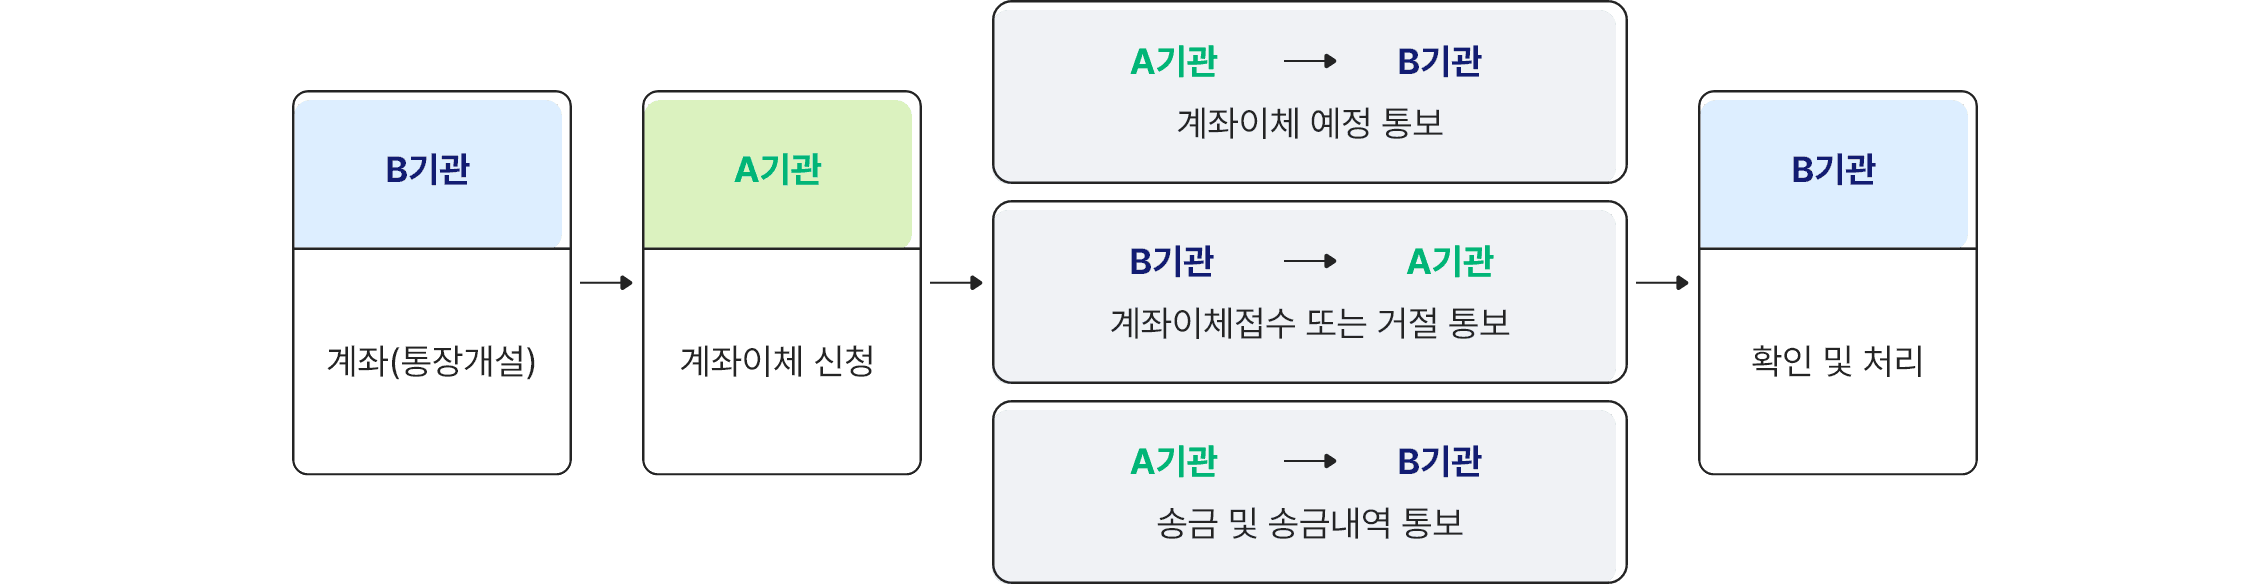 B기관
계좌(통장개설)
A기관
계좌이체 신청
A기관 → B기관
계좌이체 예정 통보
B기관 → A기관
계좌이체접수 또는 거절 통보
A기관 → B기관
송금 및 송금내역 통보
B기관
확인 및 처리